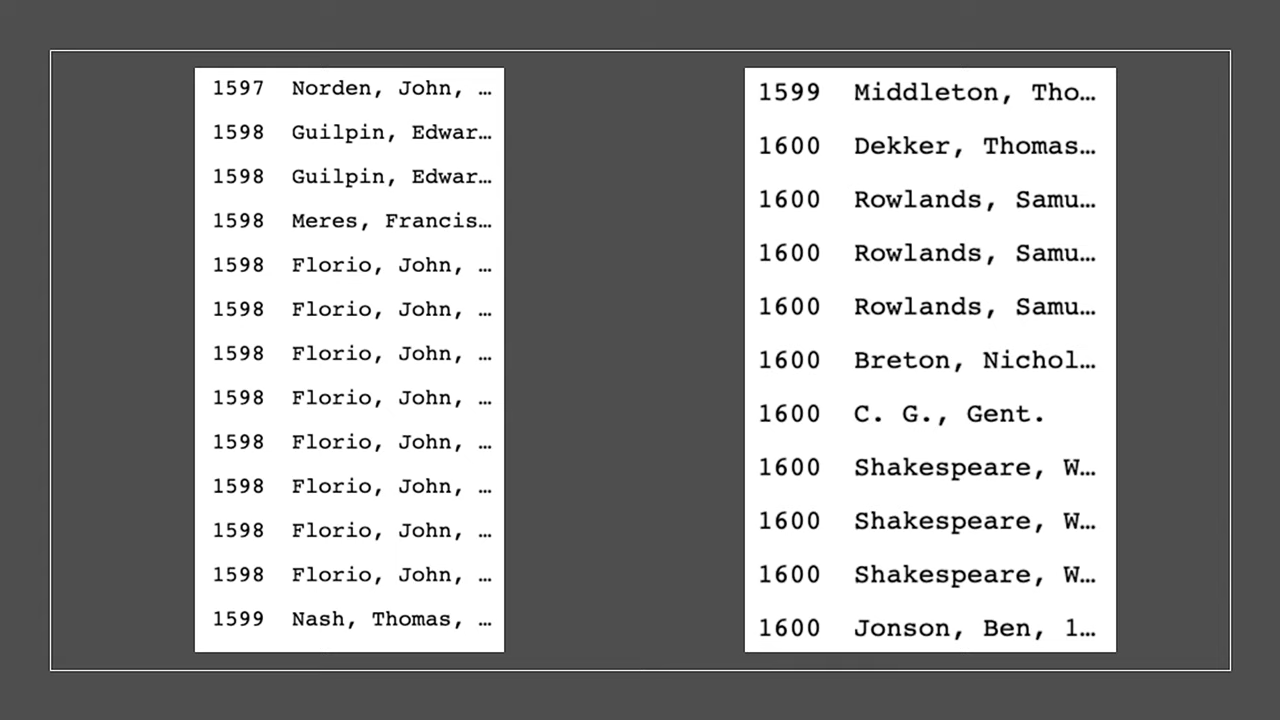 1597 Norden, John, …
1598 Guilpin, Edwar…
1598 Guilpin, Edwar…
1598 Meres, Francis…
1598 Florio, John, …
1598 Florio, John, …
1598 Florio, John, …
1598 Florio, John, …
1598 Florio, John, …
1598 Florio, John, …
1598 Florio, John, …
1598 Florio, John, …
1599 Nash, Thomas, …
1599 Middleton, Tho…
1600 Dekker, Thomas…
1600 Rowlands, Samu…
1600 Rowlands, Samu…
1600 Rowlands, Samu…
1600 Breton, Nichol…
1600 C. G., Gent.
1600 Shakespeare, W…
1600 Shakespeare, W…
1600 Shakespeare, W…
1600 Jonson, Ben, 1…